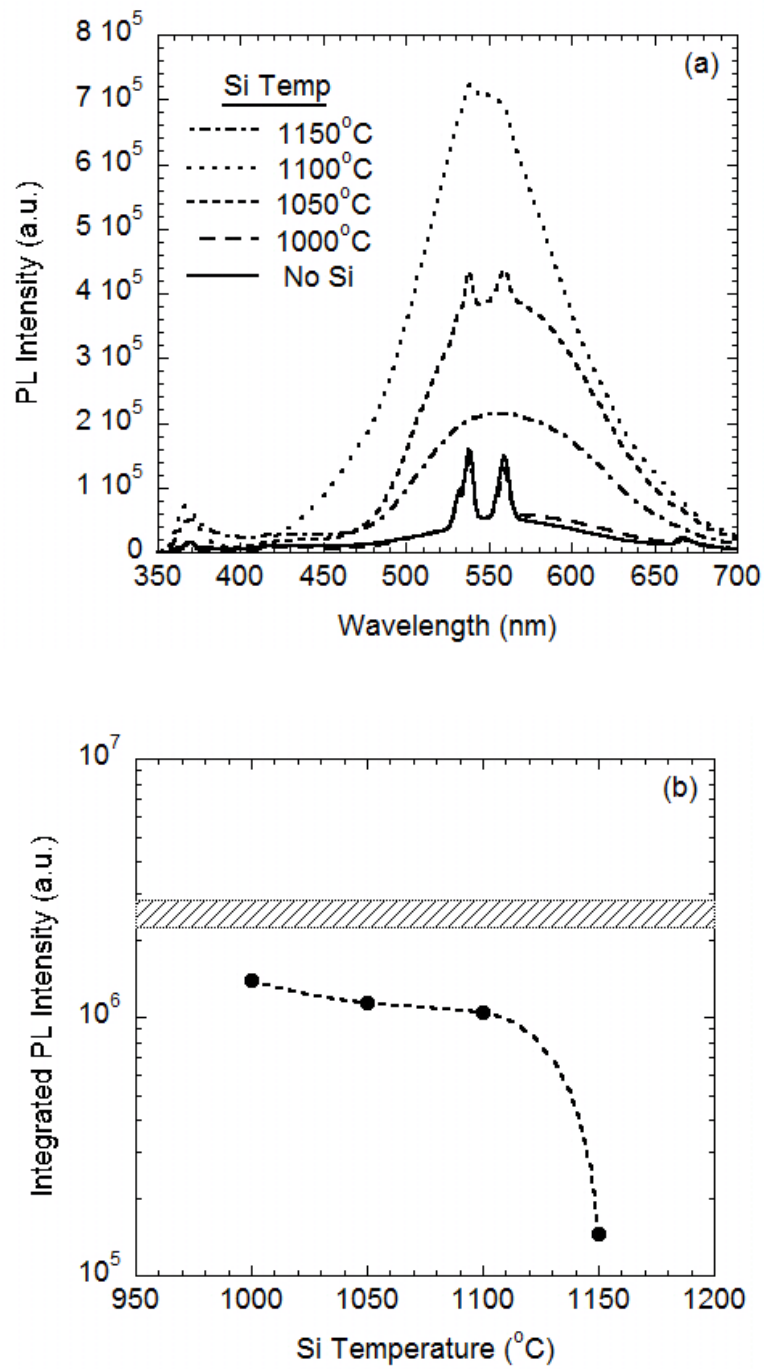 8 10⁵
(a)
Si Temp
7 10⁵
1150°C
6 10⁵
1100°C
5 10⁵
1050°C
1000°C
4 10⁵
No Si
3 10⁵
2 10⁵
1 10⁵
0
PL Intensity (a.u.)
350 400 450 500 550 600 650 700
Wavelength (nm)
10⁷
(b)
10⁶
10⁵
Integrated PL Intensity (a.u.)
950 1000 1050 1100 1150 1200
Si Temperature (°C)